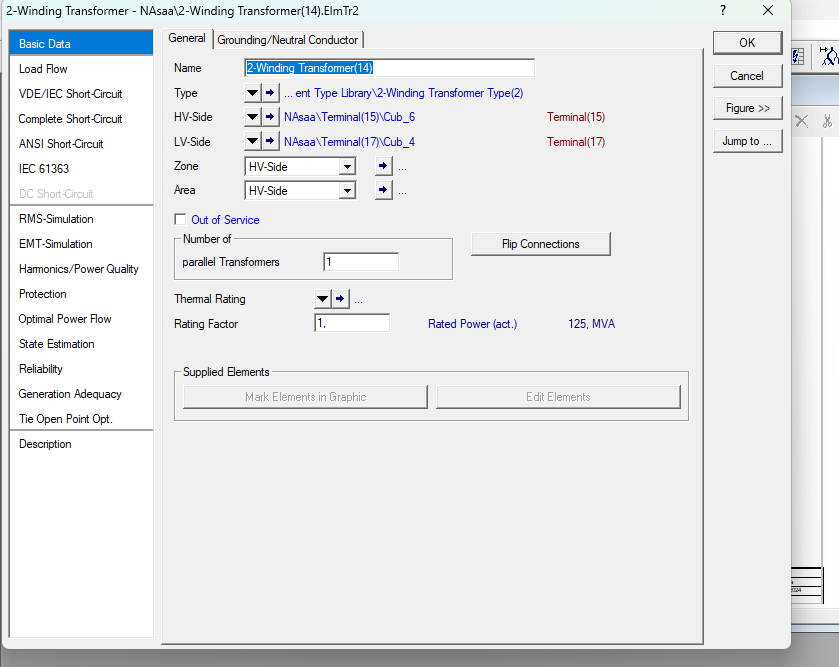 2-Winding Transformer - NAsaa\2-Winding Transformer(14).ElmTr2 ?
Basic Data
Load Flow
VDE/IEC Short-Circuit
Complete Short-Circuit
ANSI Short-Circuit
IEC 61363
DC Short-Circuit
RMS-Simulation
EMT-Simulation
Harmonics/Power Quality
Protection
Optimal Power Flow
State Estimation
Reliability
Generation Adequacy
Tie Open Point Opt.
Description
General Grounding/Neutral Conductor
Name 2-Winding Transformer(14)
Type ... ent Type Library\2-Winding Transformer Type(2)
HV-Side NAsaa\Terminal(15)\Cub_6 Terminal(15)
LV-Side NAsaa\Terminal(17)\Cub_4 Terminal(17)
Zone HV-Side ...
Area HV-Side ...
Out of Service
Number of
parallel Transformers 1
Flip Connections
Thermal Rating ...
Rating Factor 1, Rated Power (act.) 125, MVA
Supplied Elements
Mark Elements in Graphic Edit Elements
OK
Cancel
Figure >>
Jump to ...